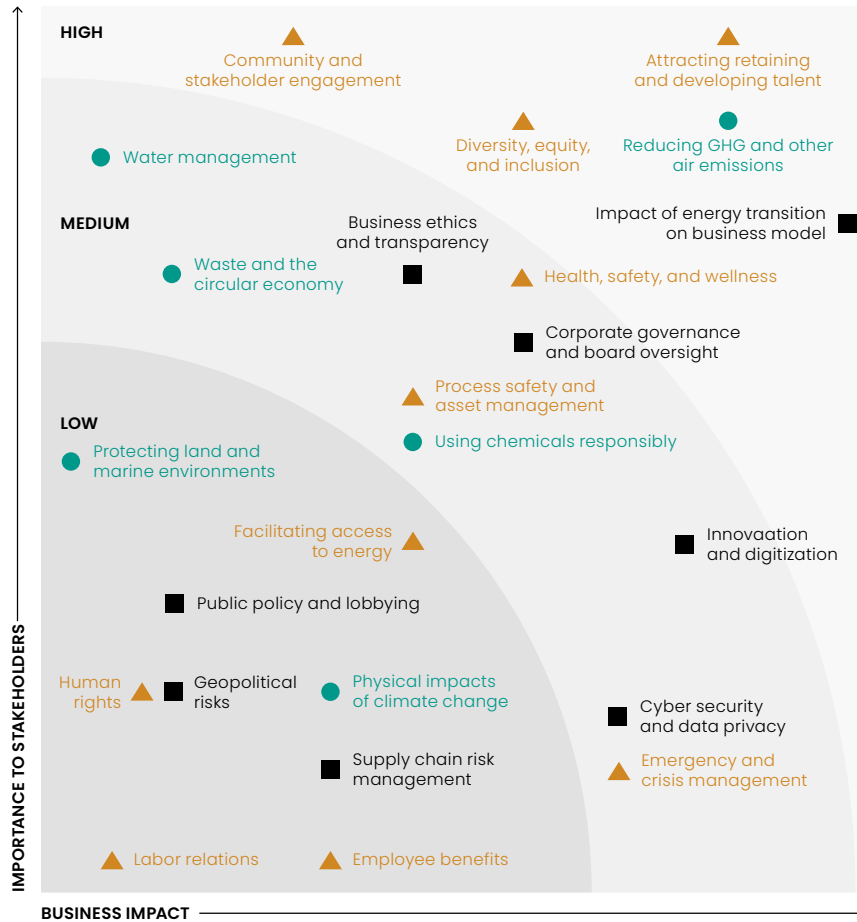 HIGH
Community and
stakeholder engagement
Attracting retaining
and developing talent
Diversity, equity,
and inclusion
Reducing GHG and other
air emissions
Water management
MEDIUM
Business ethics
and transparency
Impact of energy transition
on business model
Waste and the
circular economy
Health, safety, and wellness
Corporate governance
and board oversight
Process safety and
asset management
LOW
Using chemicals responsibly
Protecting land and
marine environments
Facilitating access
to energy
Innovaation
and digitization
Public policy and lobbying
Human
rights
Geopolitical
risks
Physical impacts
of climate change
Cyber security
and data privacy
Supply chain risk
management
Emergency and
crisis management
Labor relations
Employee benefits
IMPORTANCE TO STAKEHOLDERS
BUSINESS IMPACT